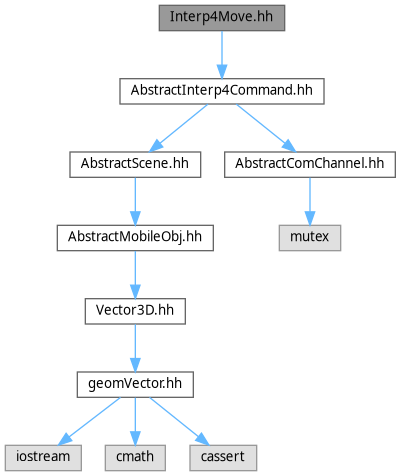 Interp4Move.hh
AbstractInterp4Command.hh
AbstractScene.hh
AbstractComChannel.hh
AbstractMobileObj.hh
mutex
Vector3D.hh
geomVector.hh
iostream
cmath
cassert